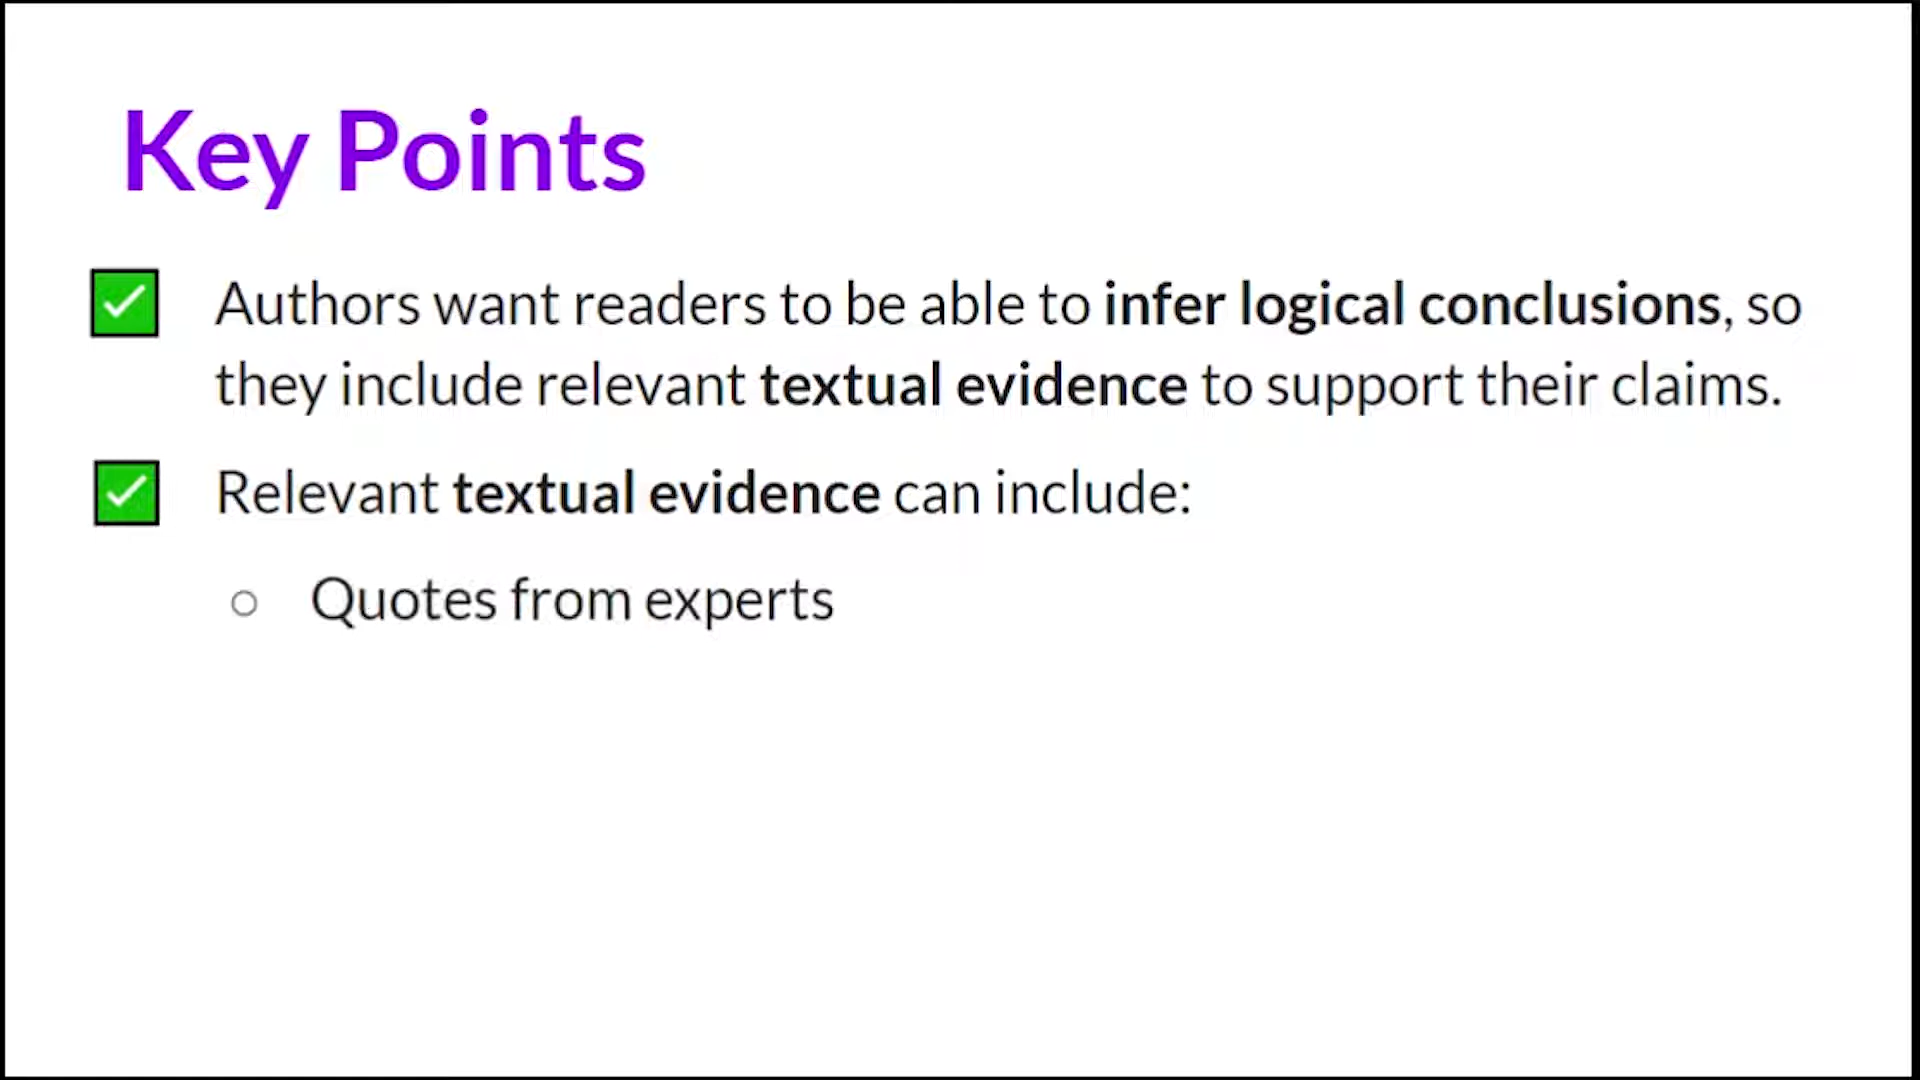 Key Points
Authors want readers to be able to infer logical conclusions, so
they include relevant textual evidence to support their claims.
Relevant textual evidence can include:
Quotes from experts